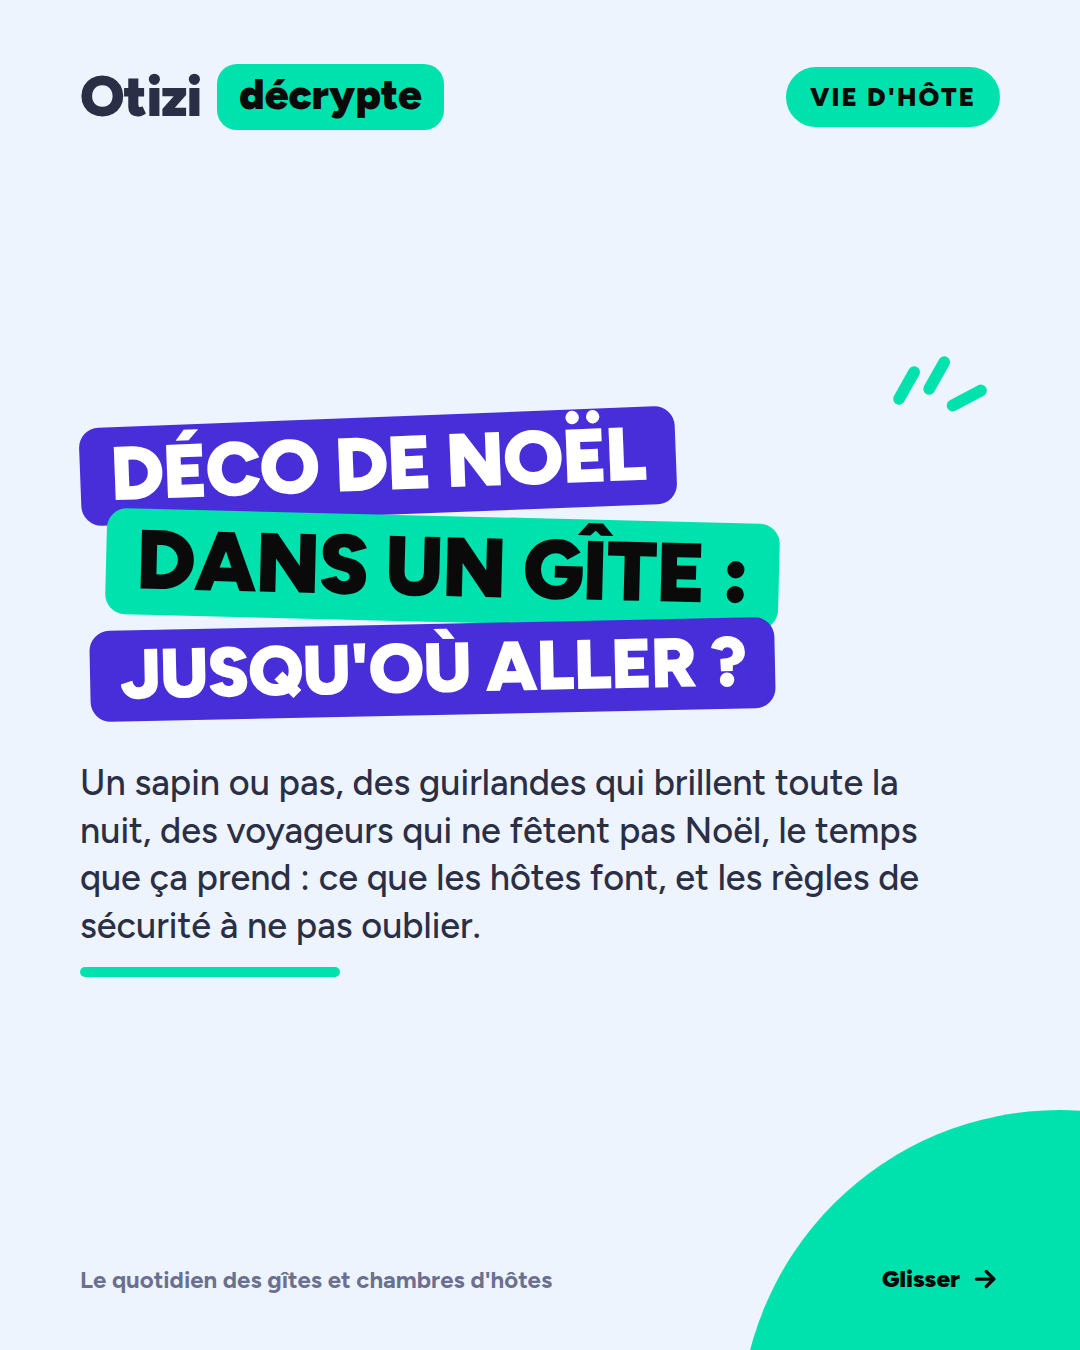 Otizi décrypte
VIE D'HÔTE
DÉCO DE NOËL
DANS UN GÎTE :
JUSQU'OÙ ALLER ?
Un sapin ou pas, des guirlandes qui brillent toute la
nuit, des voyageurs qui ne fêtent pas Noël, le temps
que ça prend : ce que les hôtes font, et les règles de
sécurité à ne pas oublier.
Le quotidien des gîtes et chambres d'hôtes
Glisser →